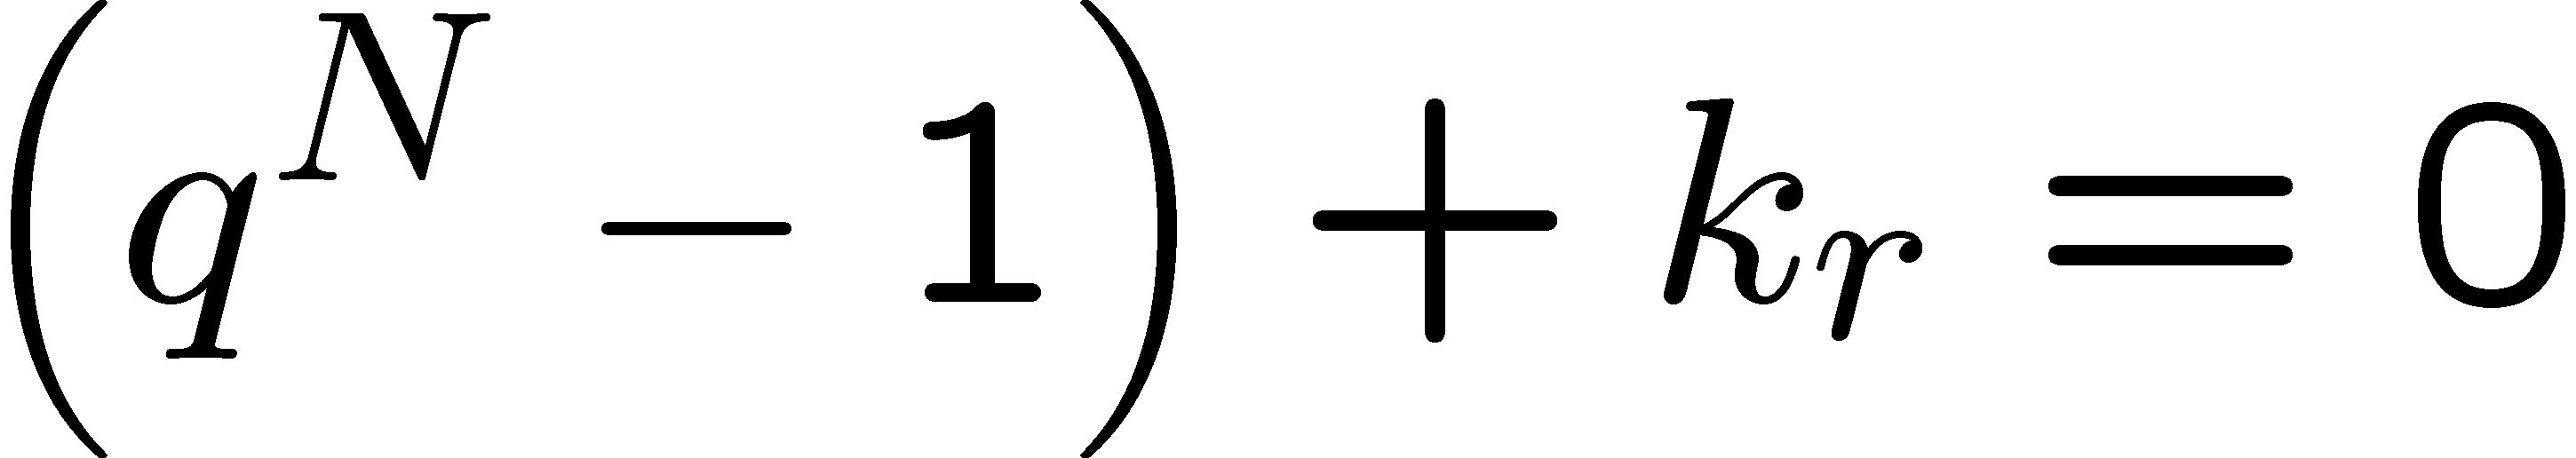 (q^N − 1) + k_r = 0